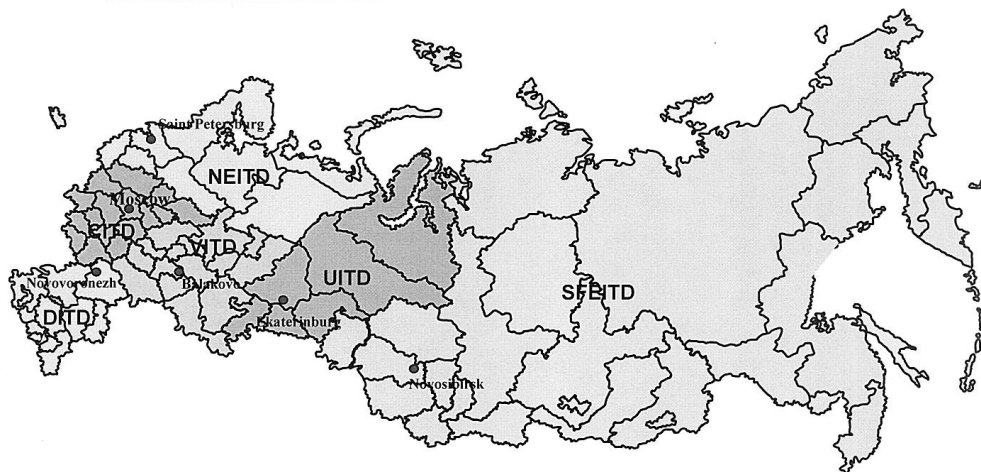 Saint Petersburg
NEITD
Moscow
CITD
VITD
Novovoronezh
Balakovo
UITD
SFEITD
DITD
Ekaterinburg
Novosibirsk